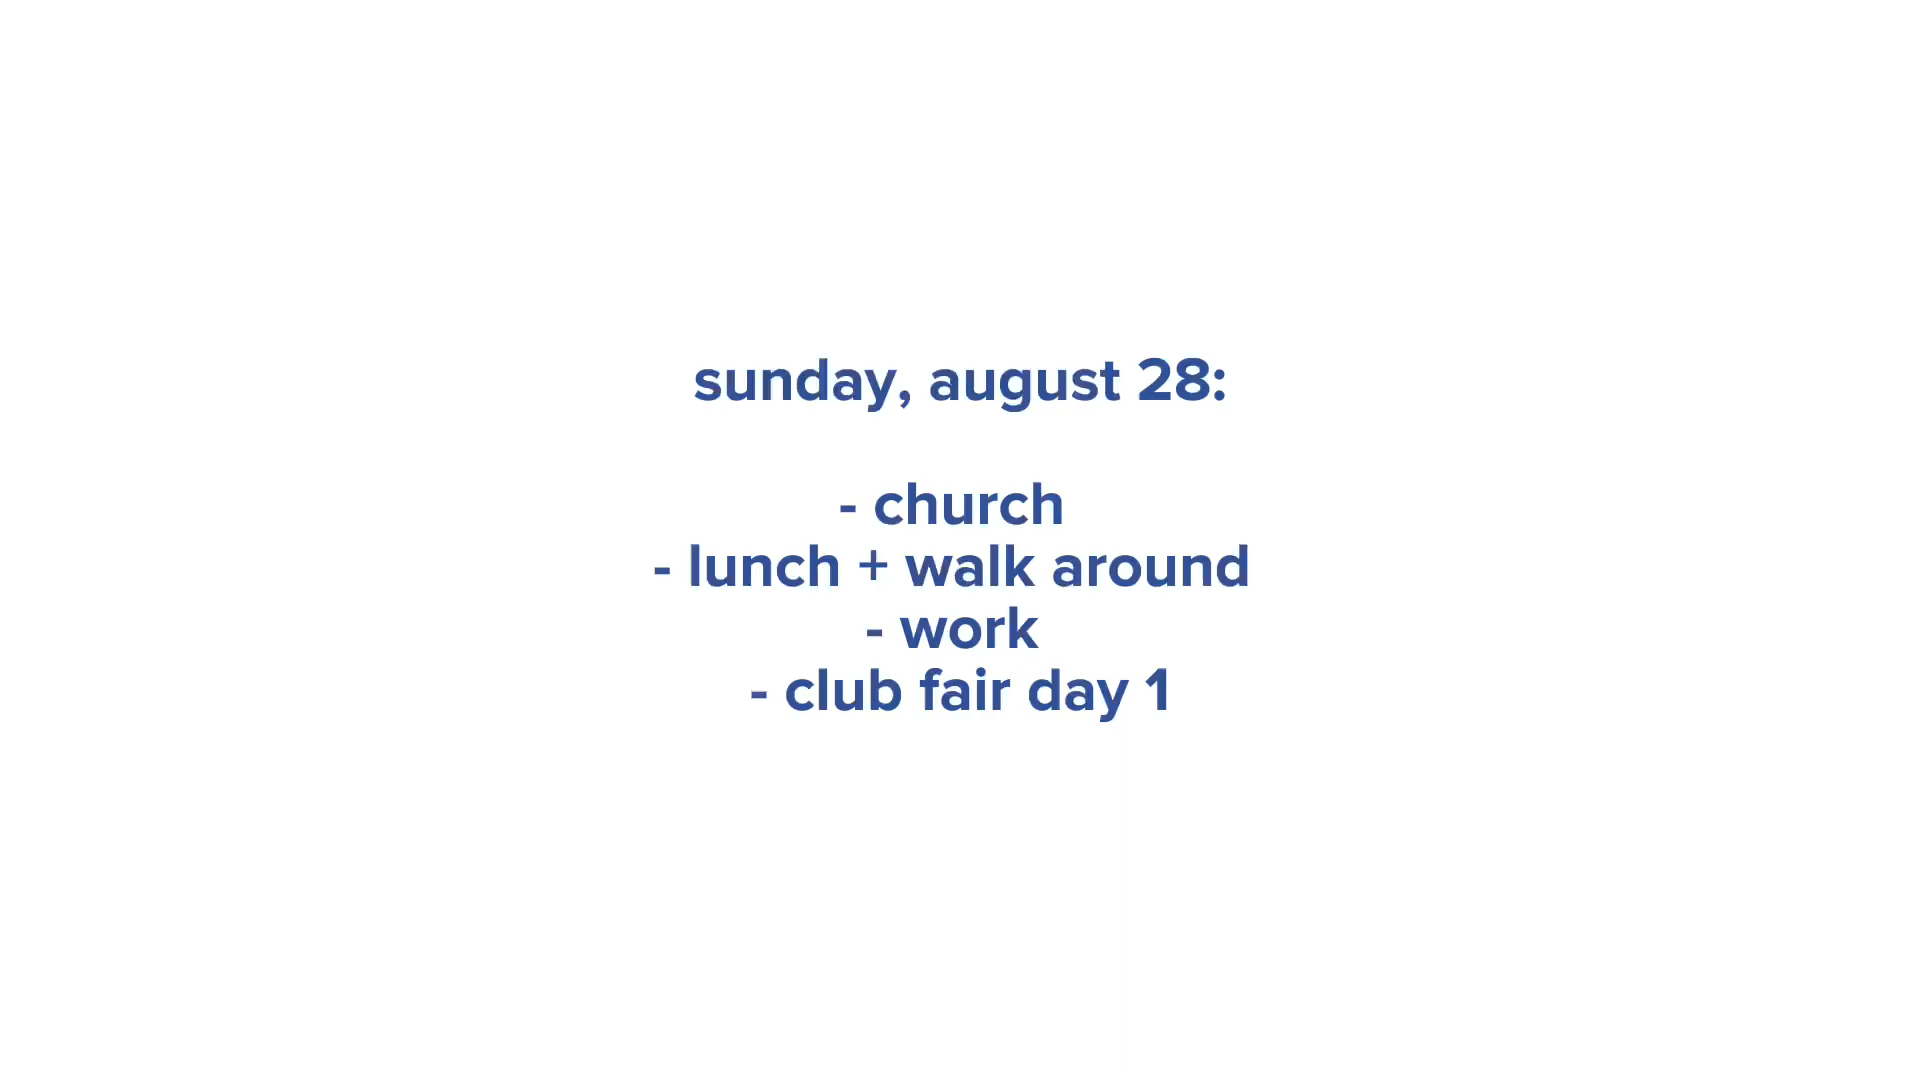 sunday, august 28:
- church
- lunch + walk around
- work
- club fair day 1